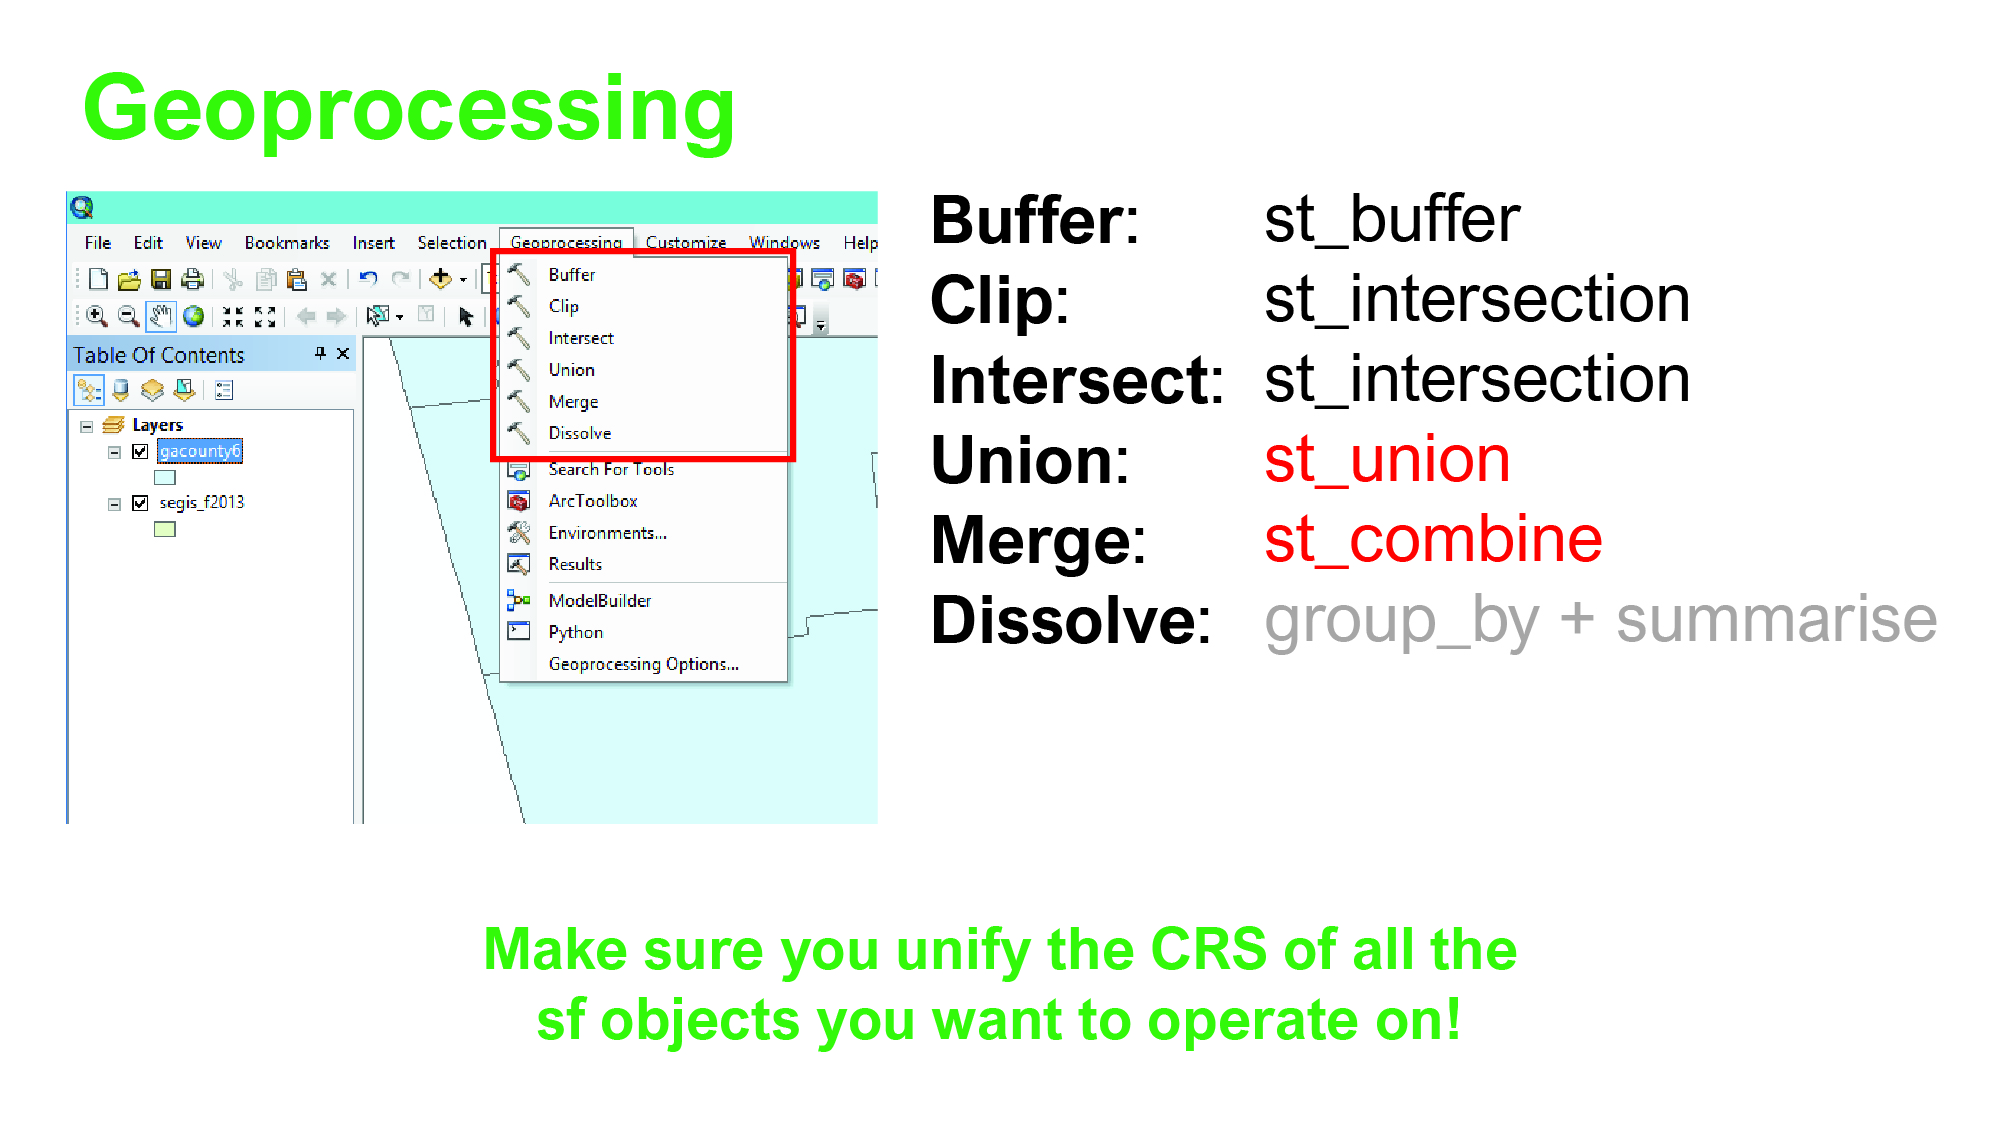 Geoprocessing
File Edit View Bookmarks Insert Selection Geoprocessing Customize Windows Help
Buffer
Clip
Intersect
Union
Merge
Dissolve
Search For Tools
ArcToolbox
Environments...
Results
ModelBuilder
Python
Geoprocessing Options...
Table Of Contents
Layers
gacounty6
segis_f2013
Buffer: st_buffer
Clip: st_intersection
Intersect: st_intersection
Union: st_union
Merge: st_combine
Dissolve: group_by + summarise
Make sure you unify the CRS of all the
sf objects you want to operate on!